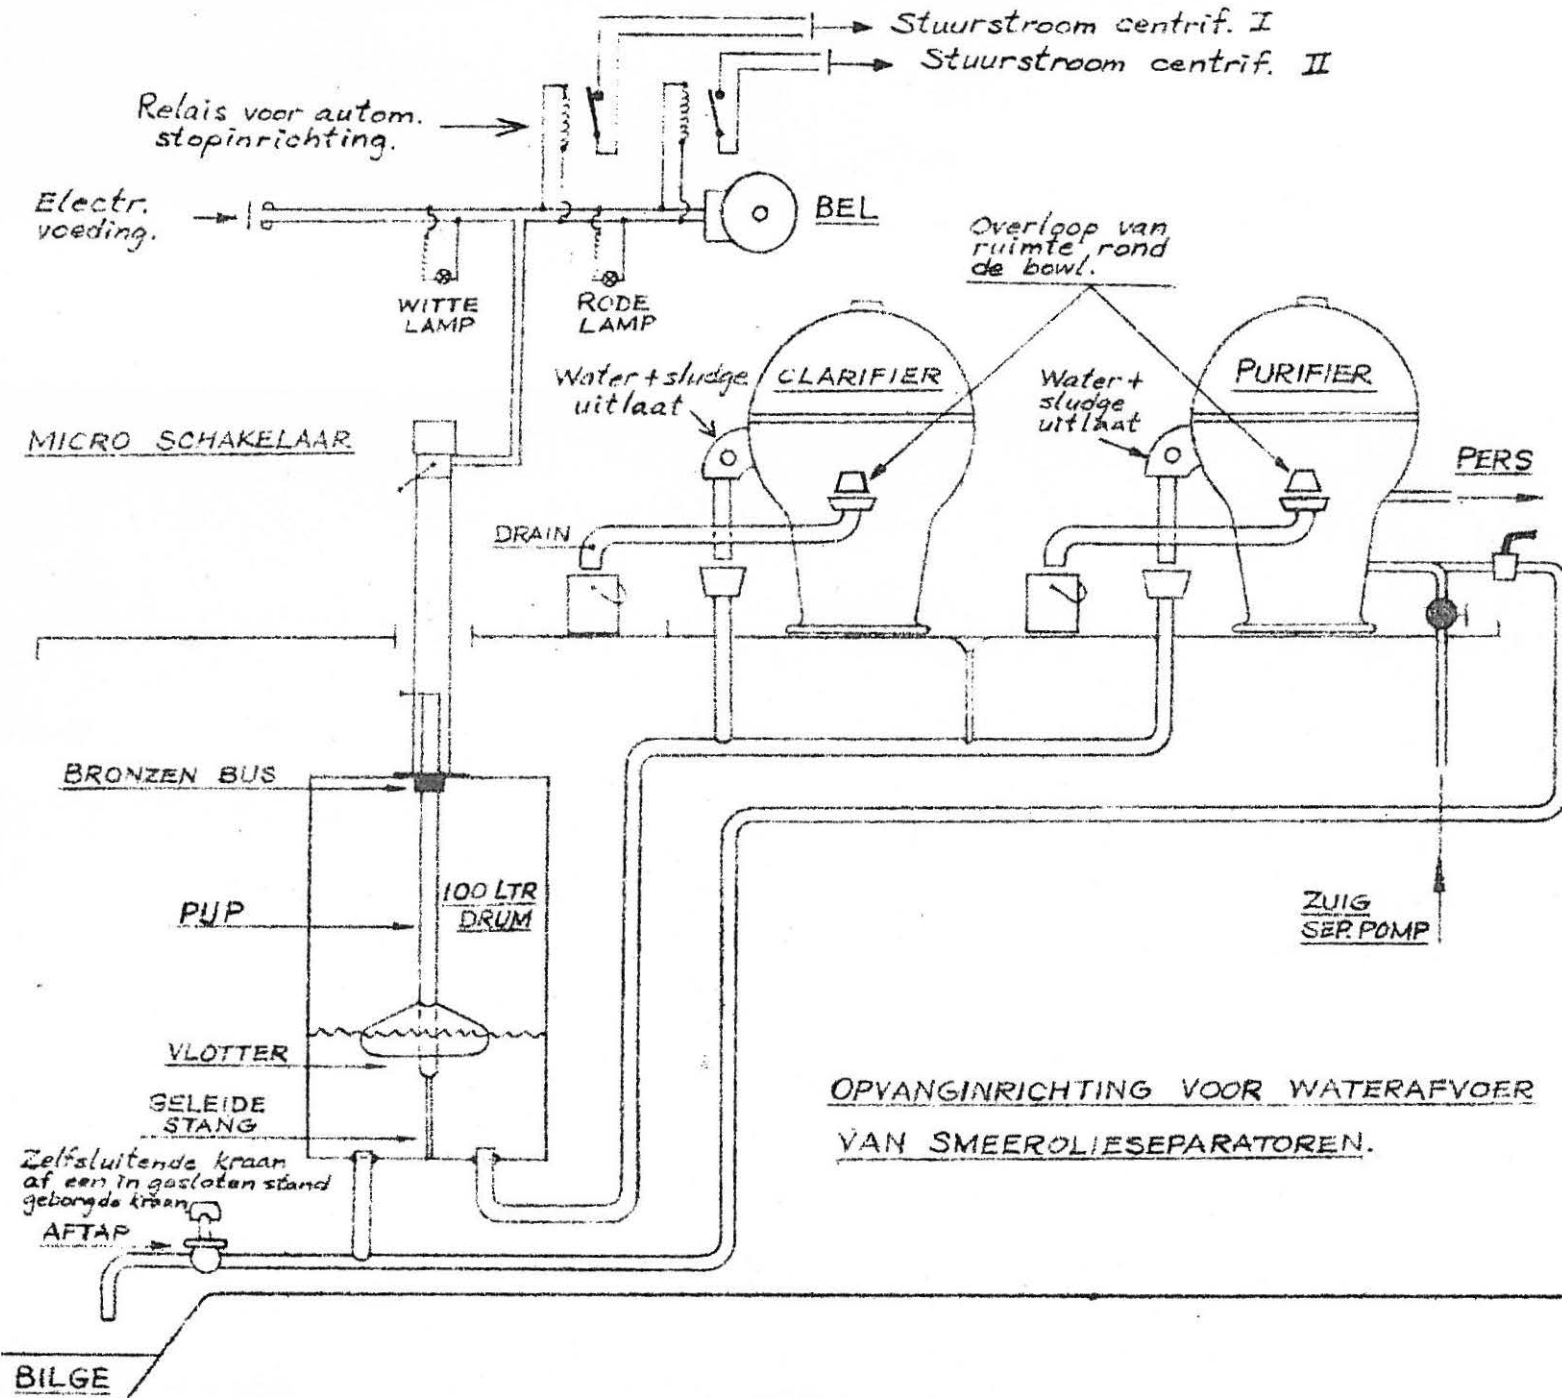 Stuurstroom centrif. I
Stuurstroom centrif. II
Relais voor autom.
stopinrichting.
Electr.
voeding.
BEL
Overloop van
ruimte rond
de bowl.
WITTE
LAMP
RODE
LAMP
Water + sludge
uitlaat
CLARIFIER
Water +
sludge
uitlaat
PURIFIER
MICRO SCHAKELAAR
PERS
DRAIN
BRONZEN BUS
PIJP
100 LTR
DRUM
ZUIG
SEP. POMP
VLOTTER
GELEIDE
STANG
OPVANGINRICHTING VOOR WATERAFVOER
VAN SMEEROLIESEPARATOREN.
Zelfsluitende kraan
of een in gesloten stand
geborgde kraan
AFTAP
BILGE